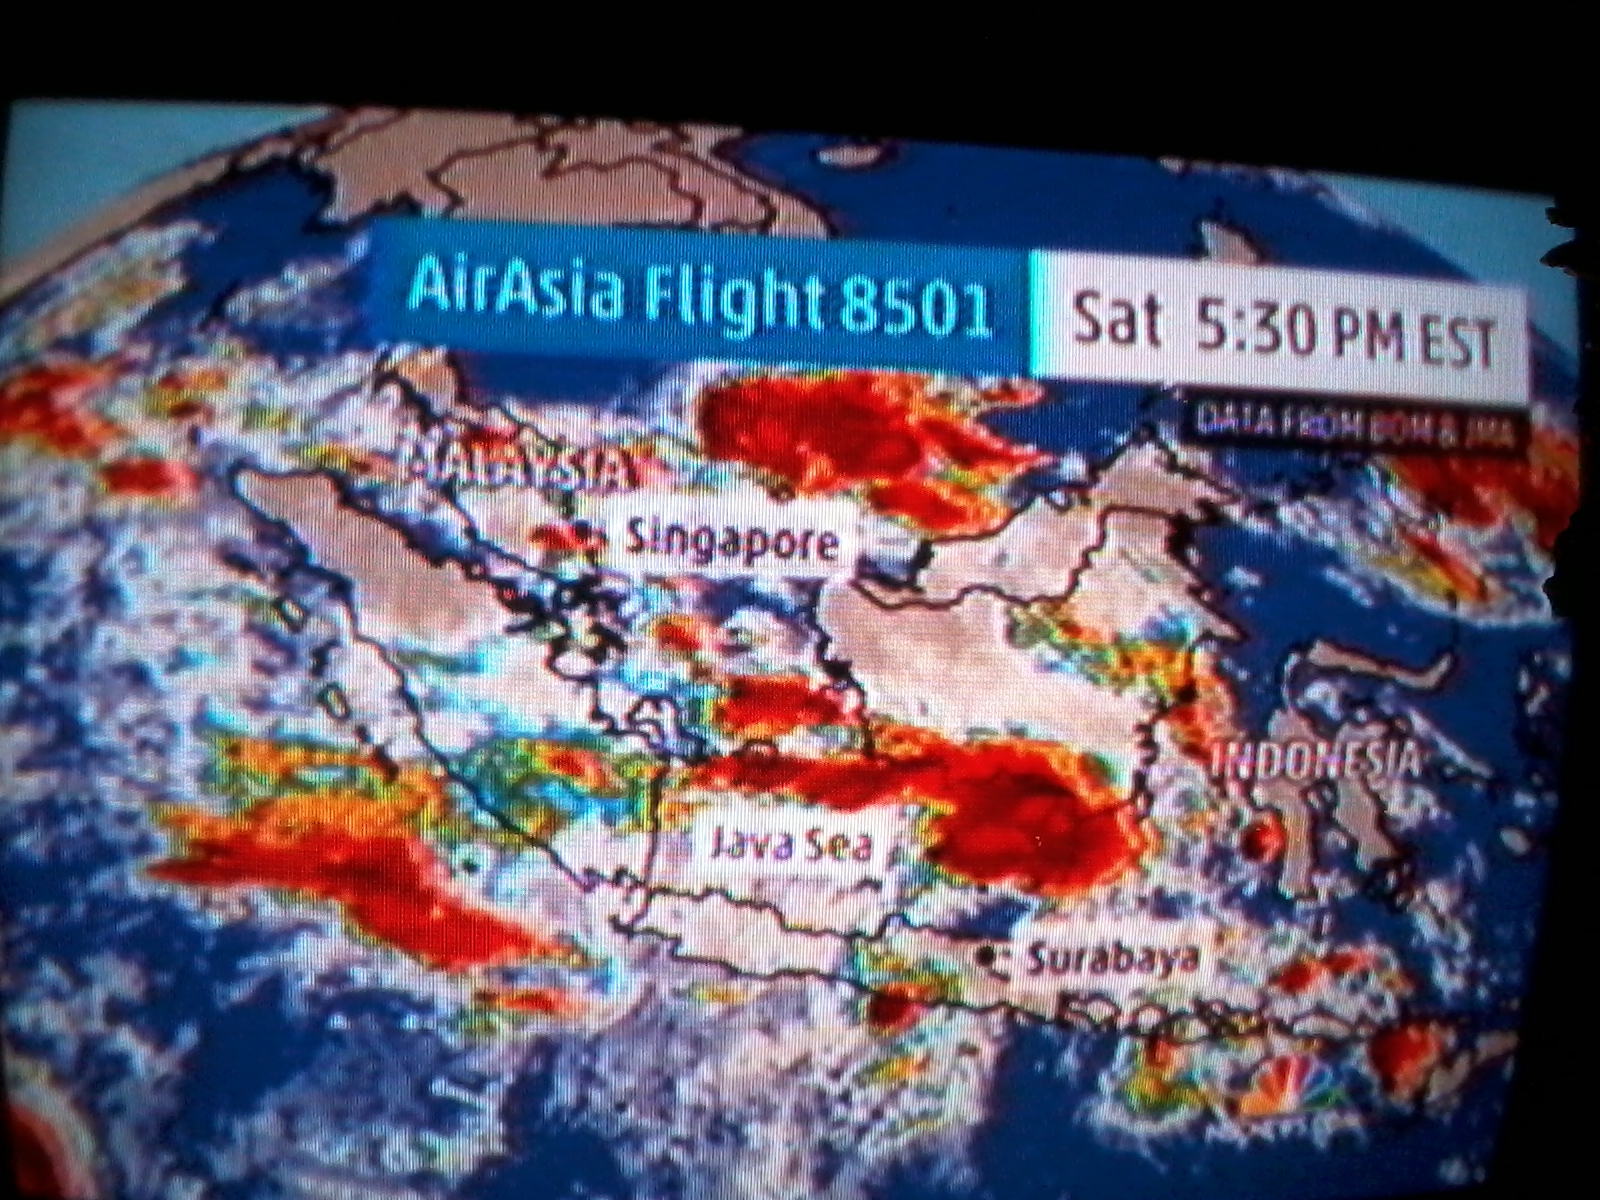 AirAsia Flight 8501
Sat 5:30 PM EST
DATA FROM BOM & JMA
MALAYSIA
Singapore
INDONESIA
Java Sea
Surabaya